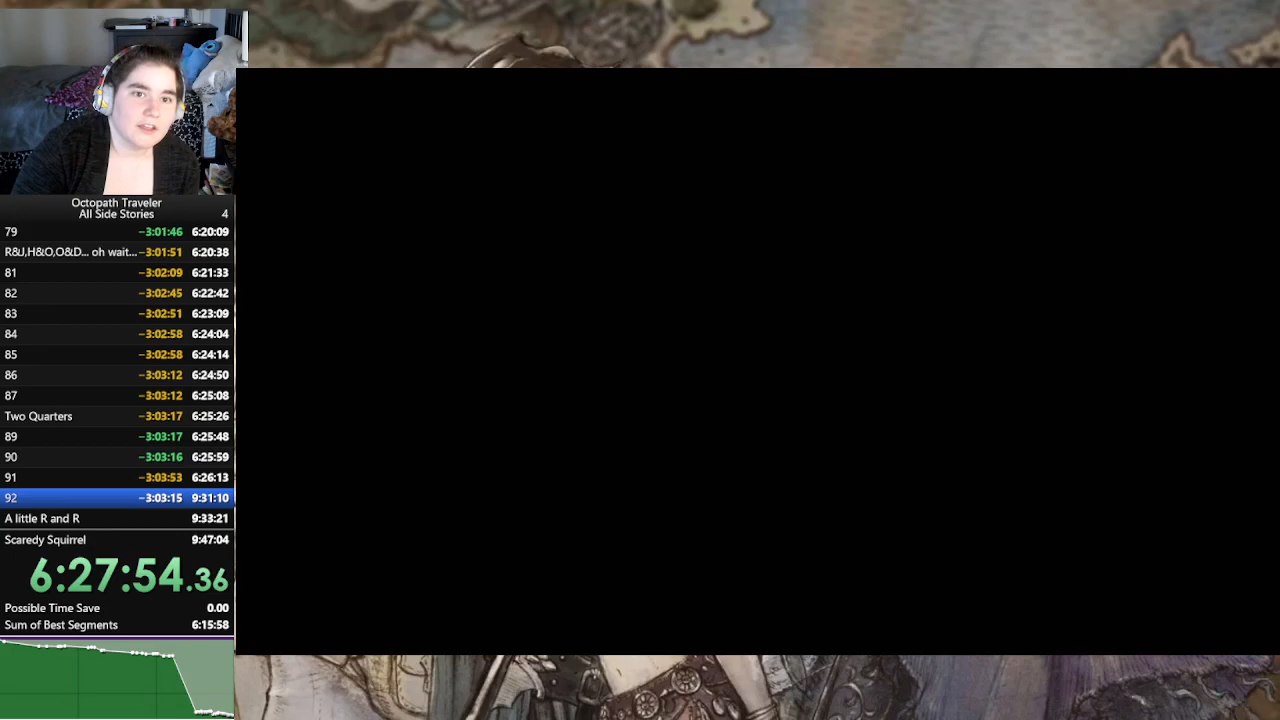 Octopath Traveler
All Side Stories 4
79 −3:01:46 6:20:09
R&J,H&O,O&D... oh wait... −3:01:51 6:20:38
81 −3:02:09 6:21:33
82 −3:02:45 6:22:42
83 −3:02:51 6:23:09
84 −3:02:58 6:24:04
85 −3:02:58 6:24:14
86 −3:03:12 6:24:50
87 −3:03:12 6:25:08
Two Quarters −3:03:17 6:25:26
89 −3:03:17 6:25:48
90 −3:03:16 6:25:59
91 −3:03:53 6:26:13
92 −3:03:15 9:31:10
A little R and R 9:33:21
Scaredy Squirrel 9:47:04
6:27:54.36
Possible Time Save 0.00
Sum of Best Segments 6:15:58